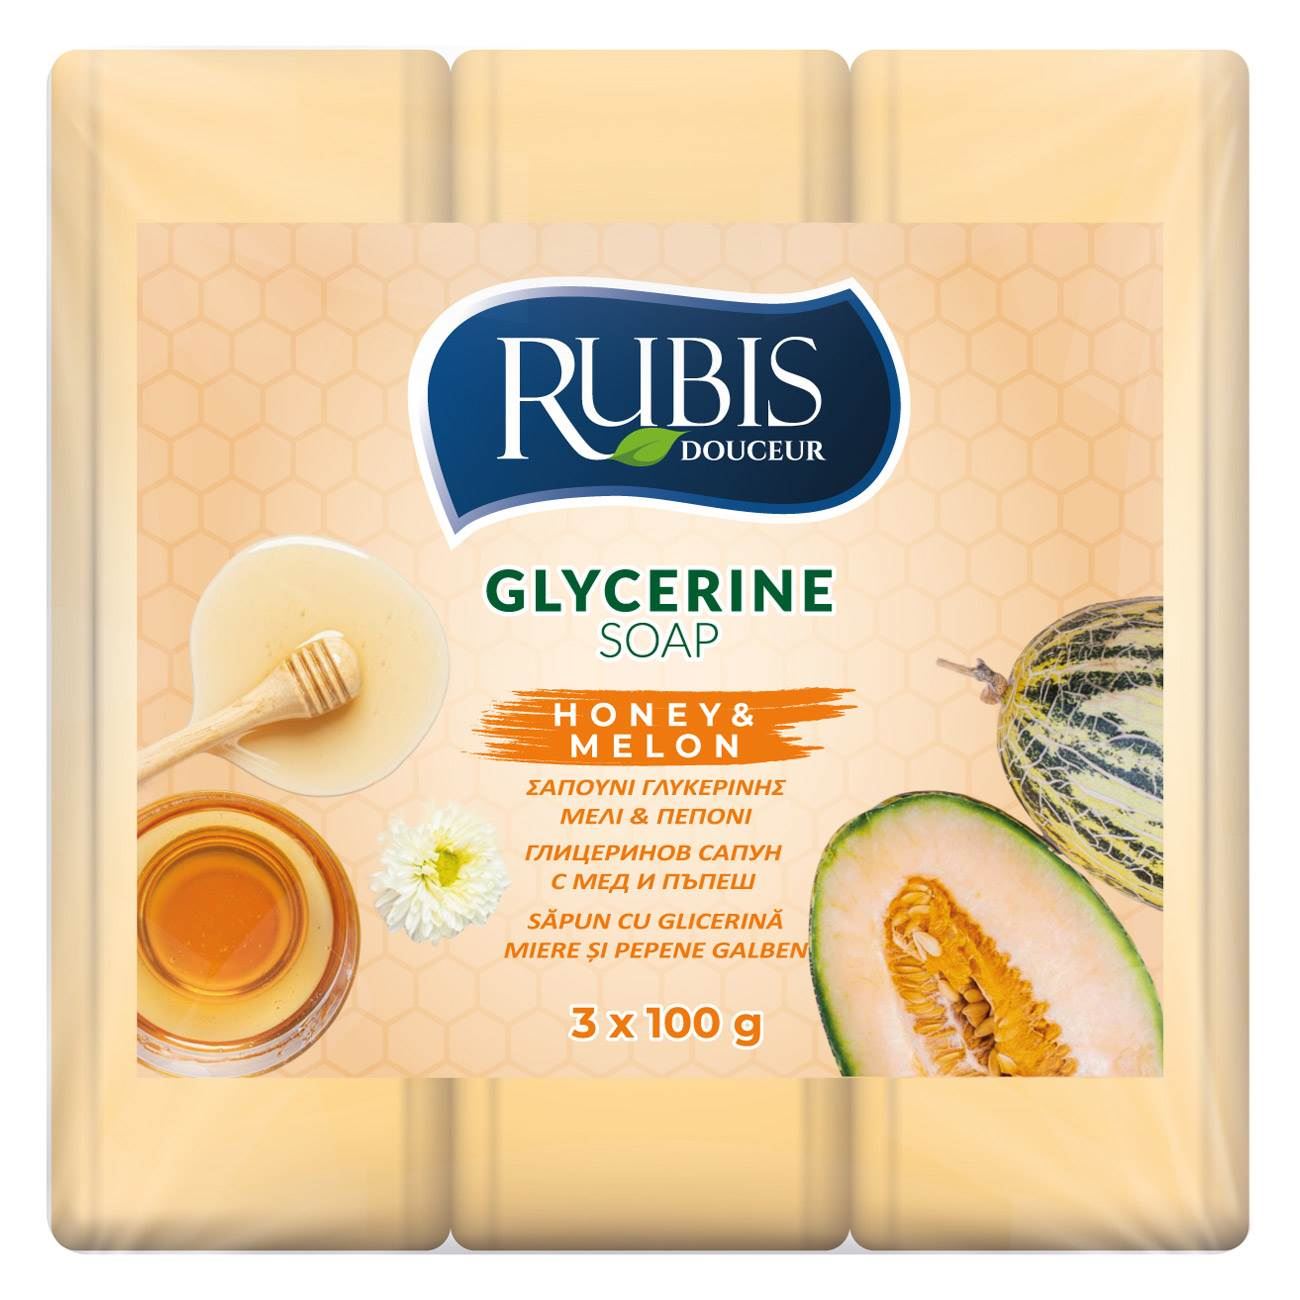 RUBIS
DOUCEUR
GLYCERINE
SOAP
HONEY &
MELON
ΣΑΠΟΥΝΙ ΓΛΥΚΕΡΙΝΗΣ
ΜΕΛΙ & ΠΕΠΟΝΙ
ГЛИЦЕРИНОВ САПУН
С МЕД И ПЪПЕШ
SĂPUN CU GLICERINĂ
MIERE ȘI PEPENE GALBEN
3 x 100 g